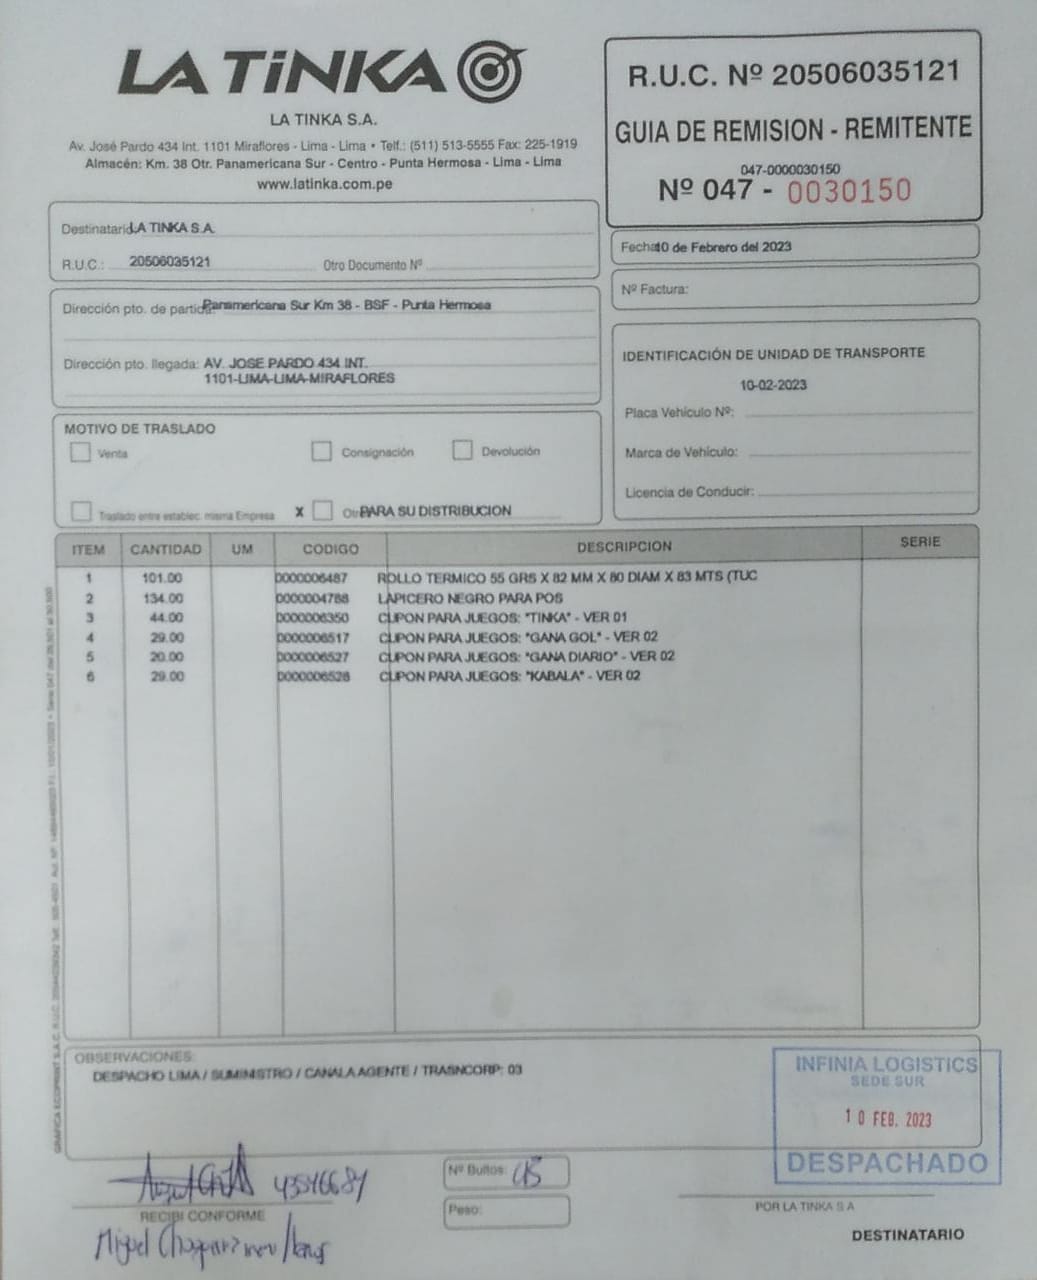 LA TiNKA
LA TINKA S.A.
Av. José Pardo 434 Int. 1101 Miraflores - Lima - Lima • Telf.: (511) 513-5555 Fax: 225-1919
Almacén: Km. 38 Otr. Panamericana Sur - Centro - Punta Hermosa - Lima - Lima
www.latinka.com.pe
R.U.C. Nº 20506035121
GUIA DE REMISION - REMITENTE
047-0000030150
Nº 047 - 0030150
Destinatario: LA TINKA S.A.
R.U.C.: 20506035121 Otro Documento Nº
Fecha: 10 de Febrero del 2023
Nº Factura:
Dirección pto. de partida: Panamericana Sur Km 38 - BSF - Punta Hermosa
Dirección pto. llegada: AV. JOSE PARDO 434 INT.
1101-LIMA-LIMA-MIRAFLORES
IDENTIFICACIÓN DE UNIDAD DE TRANSPORTE
10-02-2023
Placa Vehículo Nº:
Marca de Vehículo:
Licencia de Conducir:
MOTIVO DE TRASLADO
Venta Consignación Devolución
Traslado entre establec. misma Empresa X Otr PARA SU DISTRIBUCION
ITEM CANTIDAD UM CODIGO DESCRIPCION SERIE
1 101.00 0000006487 ROLLO TERMICO 55 GRS X 82 MM X 80 DIAM X 83 MTS (TUC
2 134.00 0000004788 LAPICERO NEGRO PARA POS
3 44.00 0000006350 CUPON PARA JUEGOS: "TINKA" - VER 01
4 29.00 0000006517 CUPON PARA JUEGOS: "GANA GOL" - VER 02
5 20.00 0000006527 CUPON PARA JUEGOS: "GANA DIARIO" - VER 02
6 29.00 0000006528 CUPON PARA JUEGOS: "KABALA" - VER 02
OBSERVACIONES:
DESPACHO LIMA / SUMINISTRO / CANALA AGENTE / TRASNCORP: 03
INFINIA LOGISTICS
SEDE SUR
10 FEB. 2023
DESPACHADO
43546684
RECIBI CONFORME
Miguel
Nº Bultos:
Peso:
POR LA TINKA S A
DESTINATARIO